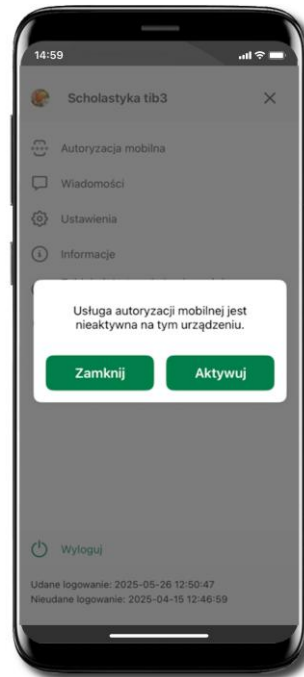 14:59
Scholastyka tib3
Autoryzacja mobilna
Wiadomości
Ustawienia
Informacje
Usługa autoryzacji mobilnej jest
nieaktywna na tym urządzeniu.
Zamknij
Aktywuj
Wyloguj
Udane logowanie: 2025-05-26 12:50:47
Nieudane logowanie: 2025-04-15 12:46:59